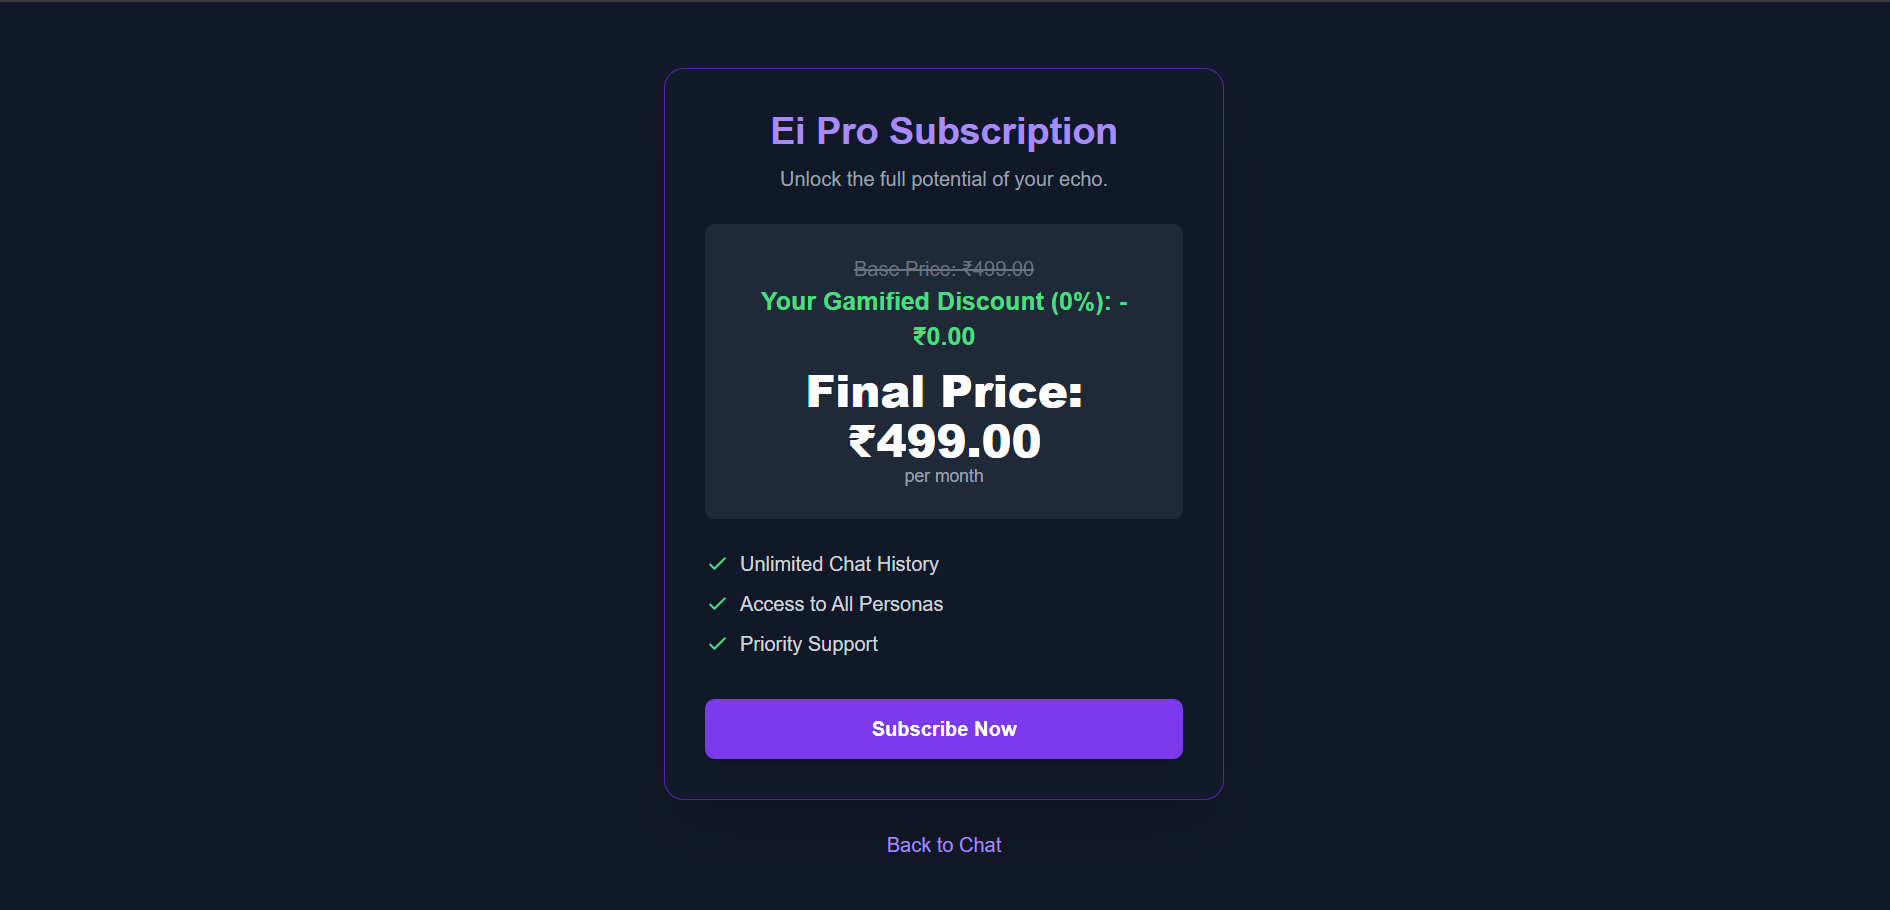 Ei Pro Subscription
Unlock the full potential of your echo.
Base Price: ₹499.00
Your Gamified Discount (0%): -
₹0.00
Final Price:
₹499.00
per month
Unlimited Chat History
Access to All Personas
Priority Support
Subscribe Now
Back to Chat